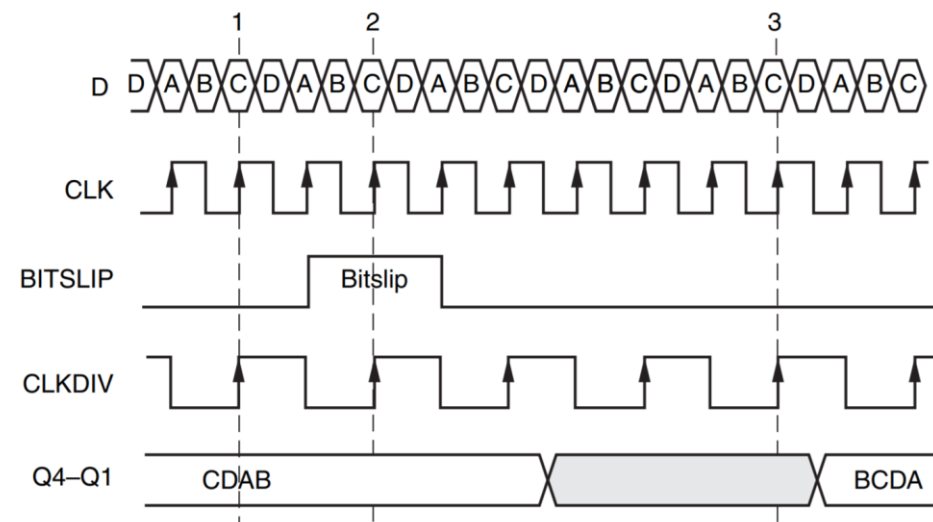 1 2 3
D D A B C D A B C D A B C D A B C D A B C D A B C
CLK
BITSLIP Bitslip
CLKDIV
Q4–Q1 CDAB BCDA